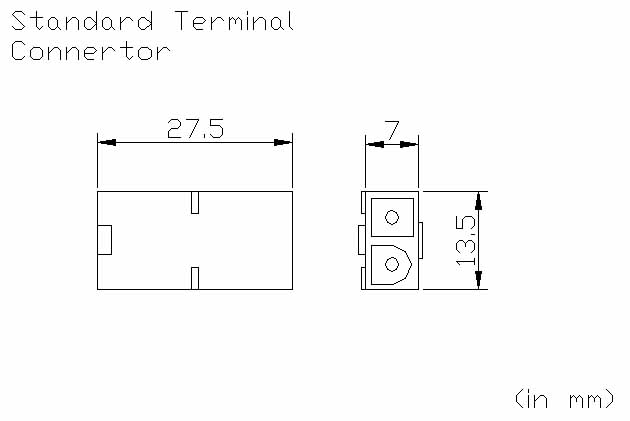 Standard Terminal
Connertor
27.5
7
13.5
(in mm)